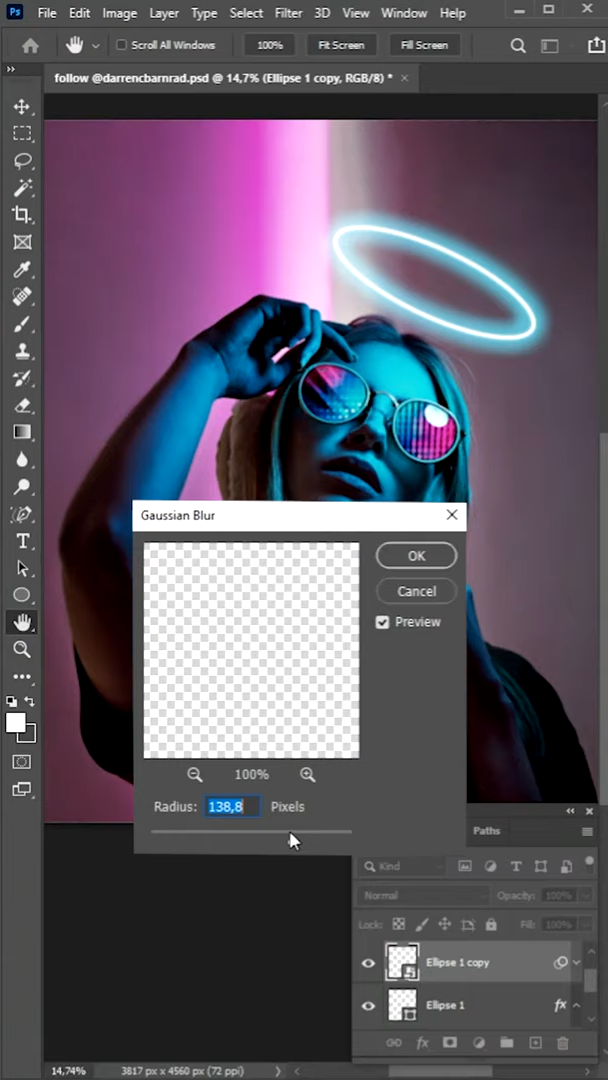 Ps File Edit Image Layer Type Select Filter 3D View Window Help
Scroll All Windows 100% Fit Screen Fill Screen
follow @darrencbarnrad.psd @ 14,7% (Ellipse 1 copy, RGB/8) *
Gaussian Blur
OK
Cancel
Preview
100%
Radius: 138,8 Pixels
Paths
Kind
Normal Opacity: 100%
Lock: Fill: 100%
Ellipse 1 copy
Ellipse 1 fx
fx
14,74% 3817 px x 4560 px (72 ppi)